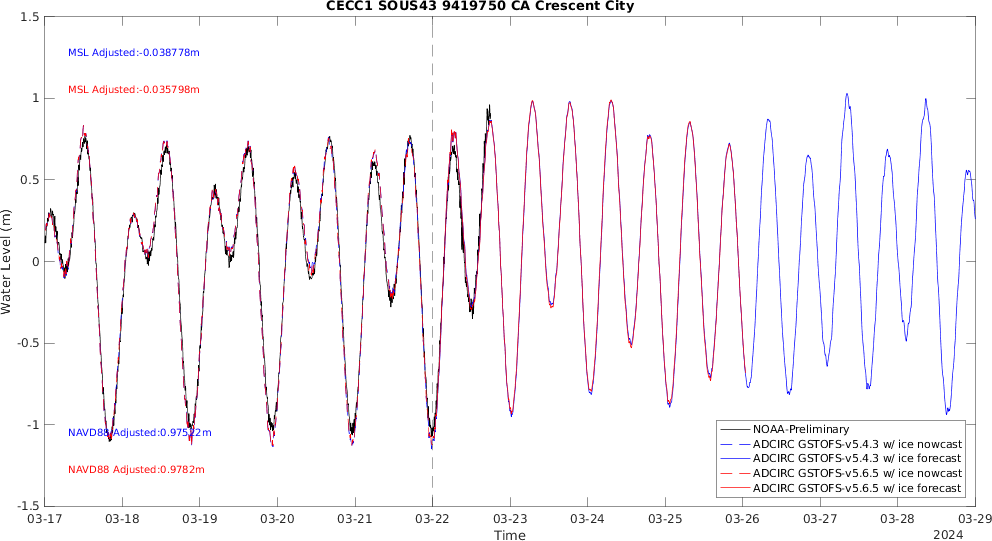 CECC1 SOUS43 9419750 CA Crescent City
1.5
1
0.5
0
-0.5
-1
-1.5
Water Level (m)
MSL Adjusted:-0.038778m
MSL Adjusted:-0.035798m
NAVD88 Adjusted:0.97522m
NAVD88 Adjusted:0.9782m
NOAA-Preliminary
ADCIRC GSTOFS-v5.4.3 w/ ice nowcast
ADCIRC GSTOFS-v5.4.3 w/ ice forecast
ADCIRC GSTOFS-v5.6.5 w/ ice nowcast
ADCIRC GSTOFS-v5.6.5 w/ ice forecast
03-17 03-18 03-19 03-20 03-21 03-22 03-23 03-24 03-25 03-26 03-27 03-28 03-29
Time
2024